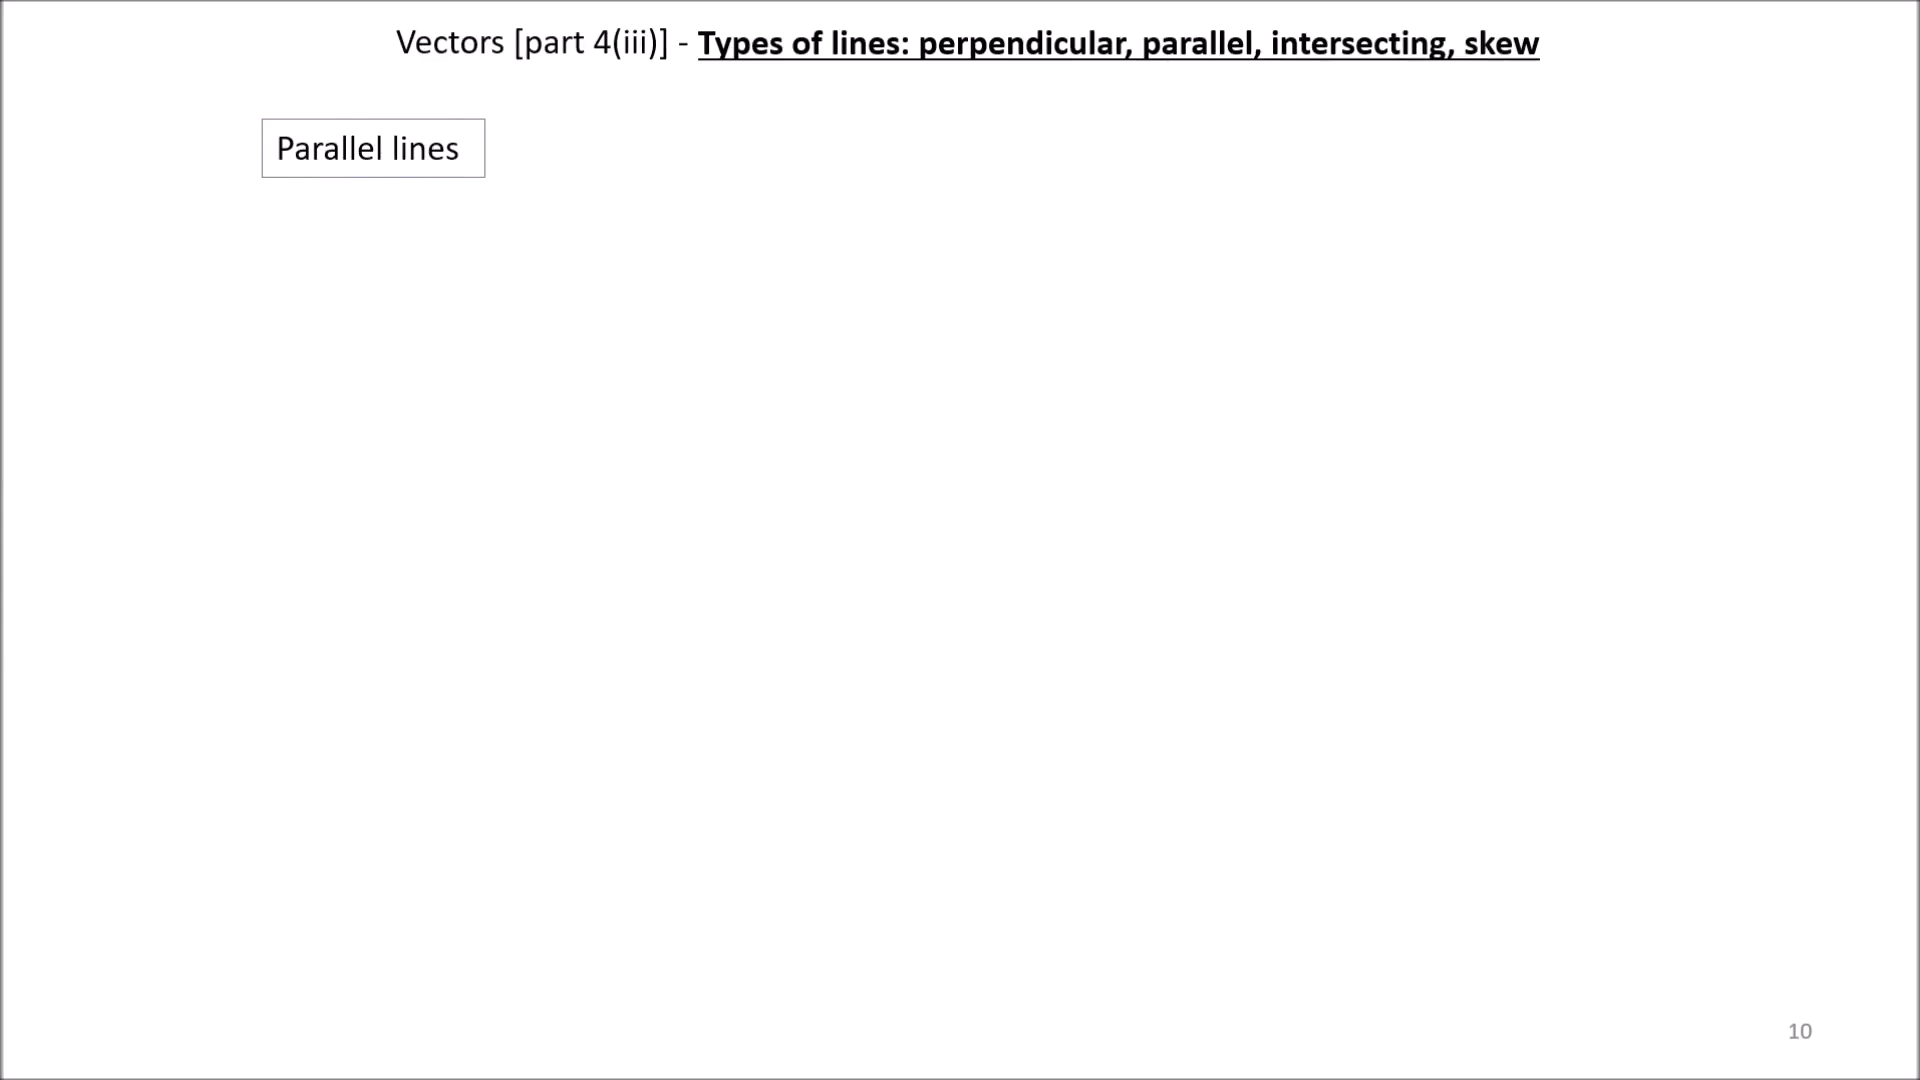 Vectors [part 4(iii)] - Types of lines: perpendicular, parallel, intersecting, skew
Parallel lines
10